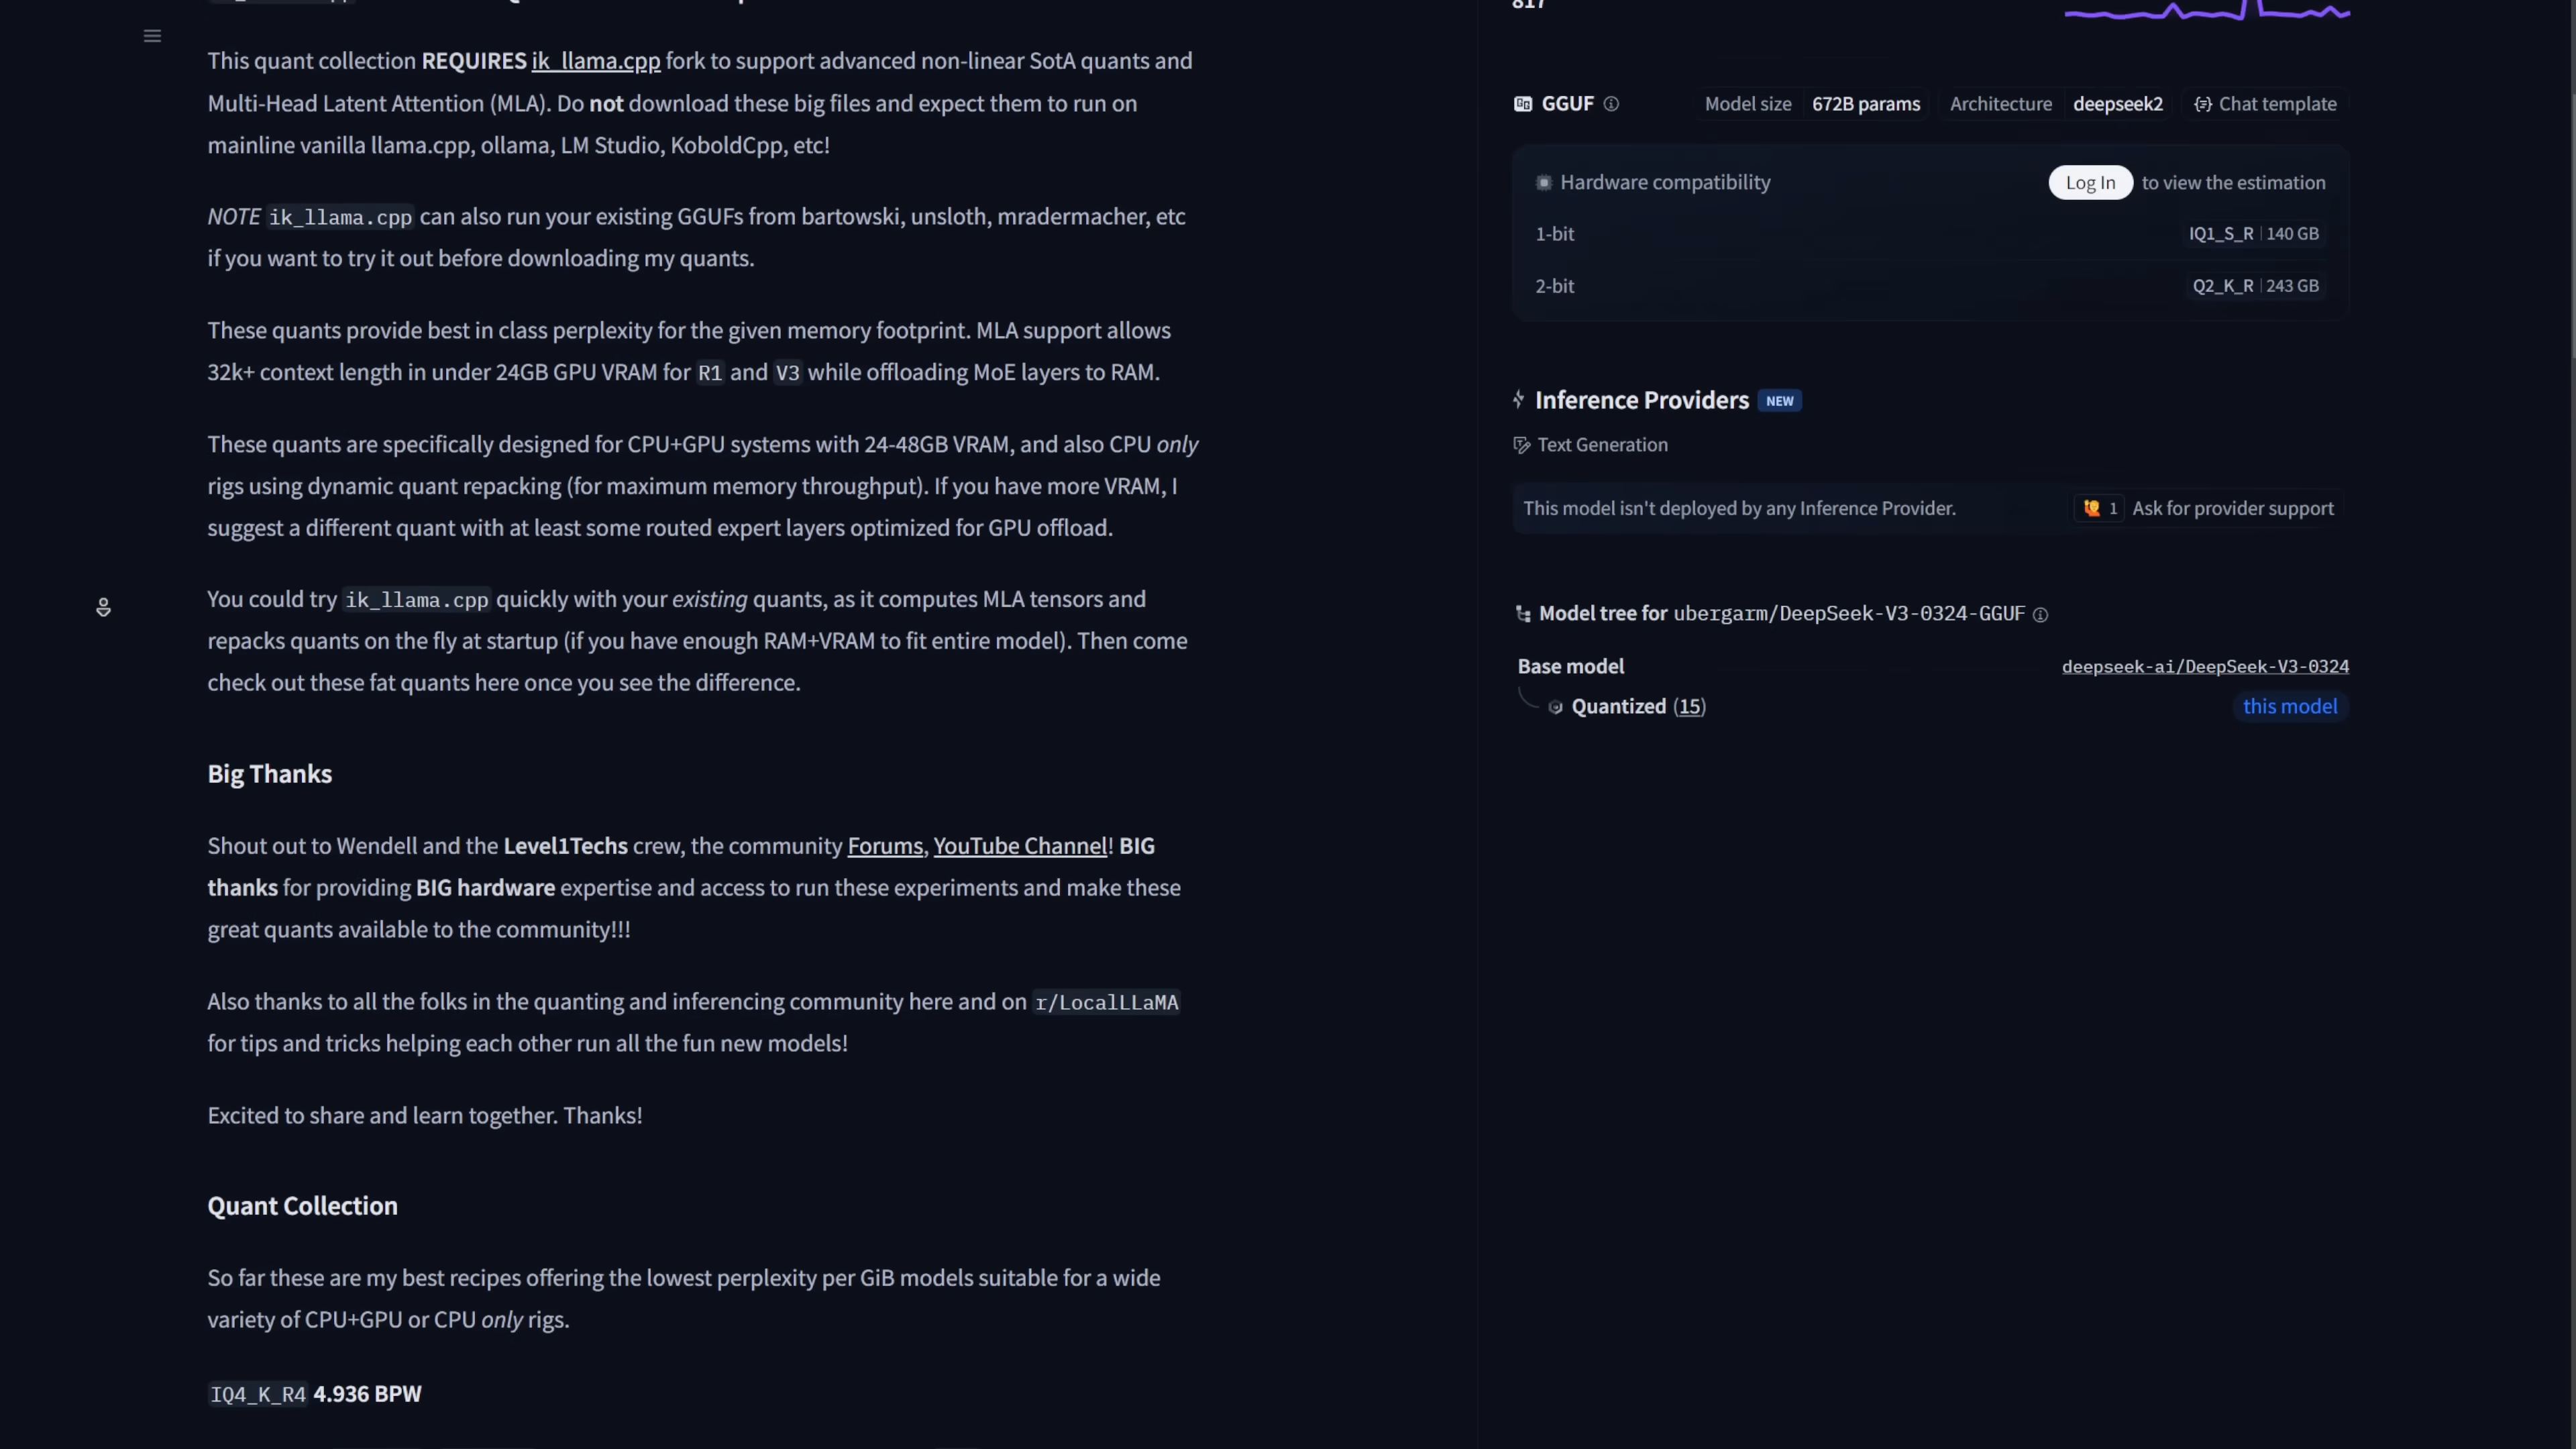 This quant collection REQUIRES ik_llama.cpp fork to support advanced non-linear SotA quants and
Multi-Head Latent Attention (MLA). Do not download these big files and expect them to run on
mainline vanilla llama.cpp, ollama, LM Studio, KoboldCpp, etc!
NOTE ik_llama.cpp can also run your existing GGUFs from bartowski, unsloth, mradermacher, etc
if you want to try it out before downloading my quants.
These quants provide best in class perplexity for the given memory footprint. MLA support allows
32k+ context length in under 24GB GPU VRAM for R1 and V3 while offloading MoE layers to RAM.
These quants are specifically designed for CPU+GPU systems with 24-48GB VRAM, and also CPU only
rigs using dynamic quant repacking (for maximum memory throughput). If you have more VRAM, I
suggest a different quant with at least some routed expert layers optimized for GPU offload.
You could try ik_llama.cpp quickly with your existing quants, as it computes MLA tensors and
repacks quants on the fly at startup (if you have enough RAM+VRAM to fit entire model). Then come
check out these fat quants here once you see the difference.
Big Thanks
Shout out to Wendell and the Level1Techs crew, the community Forums, YouTube Channel! BIG
thanks for providing BIG hardware expertise and access to run these experiments and make these
great quants available to the community!!!
Also thanks to all the folks in the quanting and inferencing community here and on r/LocalLLaMA
for tips and tricks helping each other run all the fun new models!
Excited to share and learn together. Thanks!
Quant Collection
So far these are my best recipes offering the lowest perplexity per GiB models suitable for a wide
variety of CPU+GPU or CPU only rigs.
IQ4_K_R4 4.936 BPW
817
GGUF Model size 672B params Architecture deepseek2 Chat template
Hardware compatibility Log In to view the estimation
1-bit IQ1_S_R 140 GB
2-bit Q2_K_R 243 GB
Inference Providers NEW
Text Generation
This model isn't deployed by any Inference Provider. 1 Ask for provider support
Model tree for ubergarm/DeepSeek-V3-0324-GGUF
Base model deepseek-ai/DeepSeek-V3-0324
Quantized (15) this model